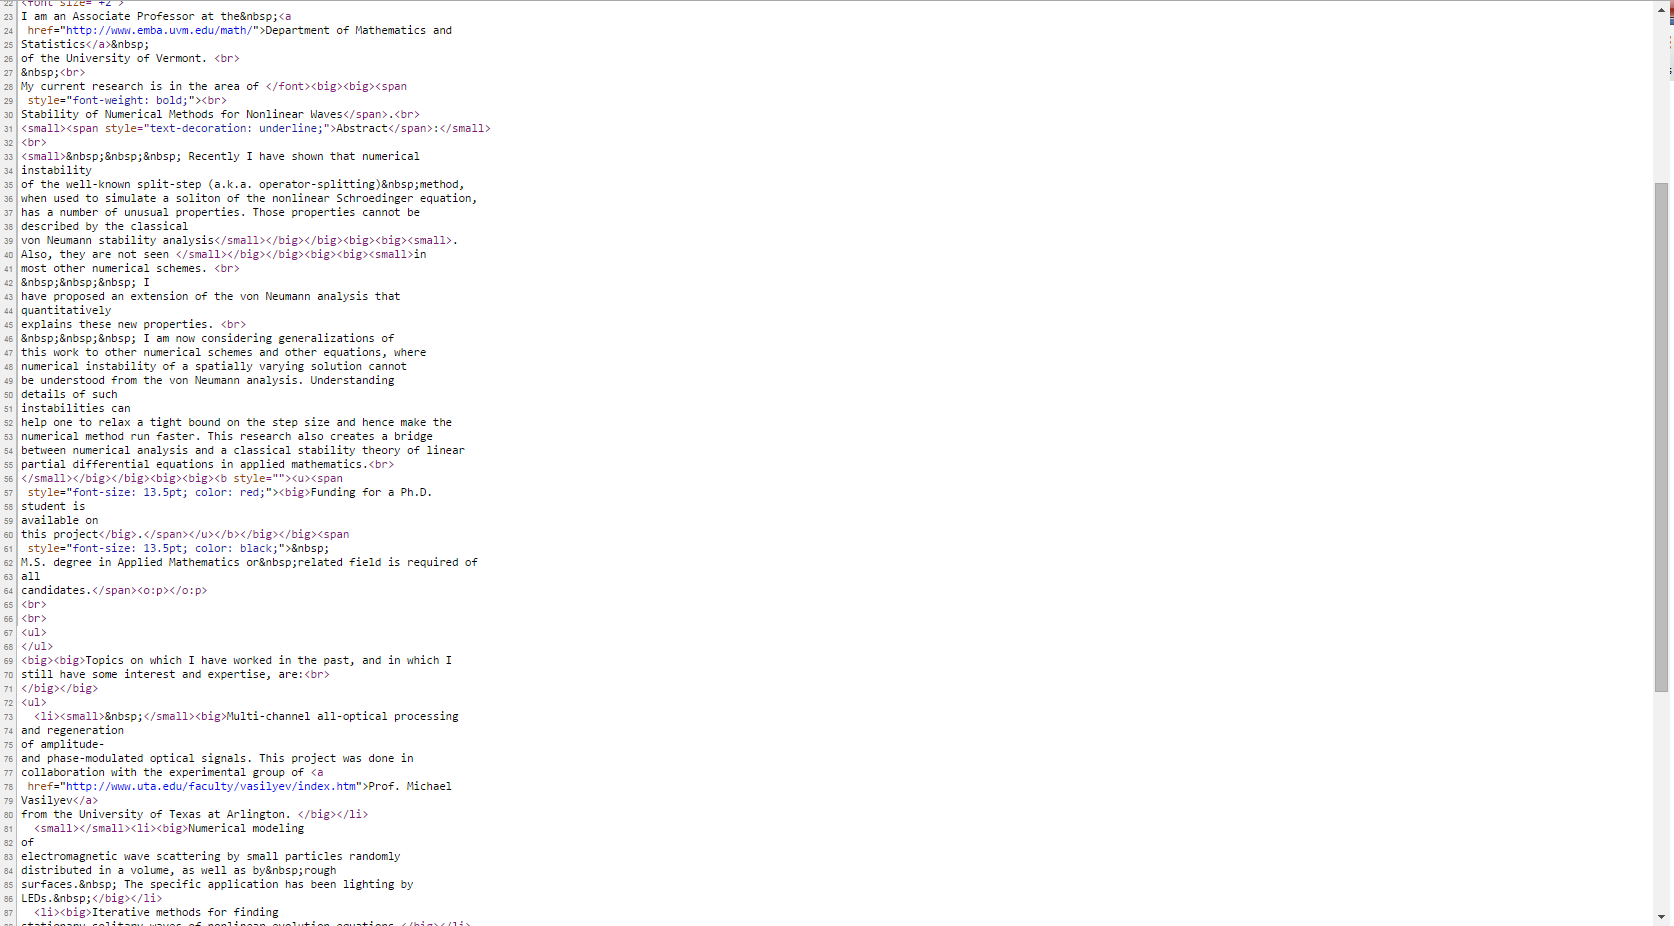 22 <font size="+2">
23 I am an Associate Professor at the&nbsp;<a
24  href="http://www.emba.uvm.edu/math/">Department of Mathematics and
25 Statistics</a>&nbsp;
26 of the University of Vermont. <br>
27 &nbsp;<br>
28 My current research is in the area of </font><big><big><span
29  style="font-weight: bold;"><br>
30 Stability of Numerical Methods for Nonlinear Waves</span>.<br>
31 <small><span style="text-decoration: underline;">Abstract</span>:</small>
32 <br>
33 <small>&nbsp;&nbsp;&nbsp; Recently I have shown that numerical
34 instability
35 of the well-known split-step (a.k.a. operator-splitting)&nbsp;method,
36 when used to simulate a soliton of the nonlinear Schroedinger equation,
37 has a number of unusual properties. Those properties cannot be
38 described by the classical
39 von Neumann stability analysis</small></big></big><big><big><small>.
40 Also, they are not seen </small></big></big><big><big><small>in
41 most other numerical schemes. <br>
42 &nbsp;&nbsp;&nbsp; I
43 have proposed an extension of the von Neumann analysis that
44 quantitatively
45 explains these new properties. <br>
46 &nbsp;&nbsp;&nbsp; I am now considering generalizations of
47 this work to other numerical schemes and other equations, where
48 numerical instability of a spatially varying solution cannot
49 be understood from the von Neumann analysis. Understanding
50 details of such
51 instabilities can
52 help one to relax a tight bound on the step size and hence make the
53 numerical method run faster. This research also creates a bridge
54 between numerical analysis and a classical stability theory of linear
55 partial differential equations in applied mathematics.<br>
56 </small></big></big><big><big><b style=""><u><span
57  style="font-size: 13.5pt; color: red;"><big>Funding for a Ph.D.
58 student is
59 available on
60 this project</big>.</span></u></b></big></big><span
61  style="font-size: 13.5pt; color: black;">&nbsp;
62 M.S. degree in Applied Mathematics or&nbsp;related field is required of
63 all
64 candidates.</span><o:p></o:p>
65 <br>
66 <br>
67 <ul>
68 </ul>
69 <big><big>Topics on which I have worked in the past, and in which I
70 still have some interest and expertise, are:<br>
71 </big></big>
72 <ul>
73   <li><small>&nbsp;</small><big>Multi-channel all-optical processing
74 and regeneration
75 of amplitude-
76 and phase-modulated optical signals. This project was done in
77 collaboration with the experimental group of <a
78  href="http://www.uta.edu/faculty/vasilyev/index.htm">Prof. Michael
79 Vasilyev</a>
80 from the University of Texas at Arlington. </big></li>
81   <small></small><li><big>Numerical modeling
82 of
83 electromagnetic wave scattering by small particles randomly
84 distributed in a volume, as well as by&nbsp;rough
85 surfaces.&nbsp; The specific application has been lighting by
86 LEDs.&nbsp;</big></li>
87   <li><big>Iterative methods for finding
88 stationary solitary waves of nonlinear evolution equations.</big></li>